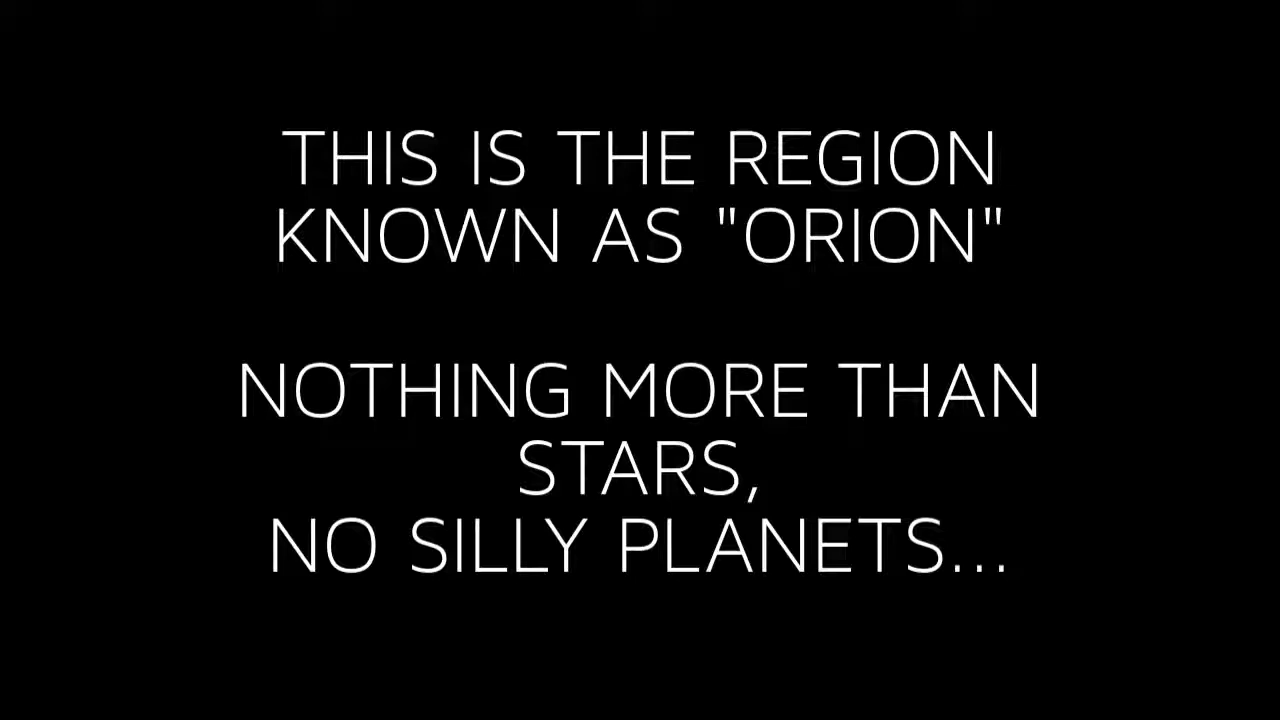 THIS IS THE REGION
KNOWN AS "ORION"
NOTHING MORE THAN
STARS,
NO SILLY PLANETS...